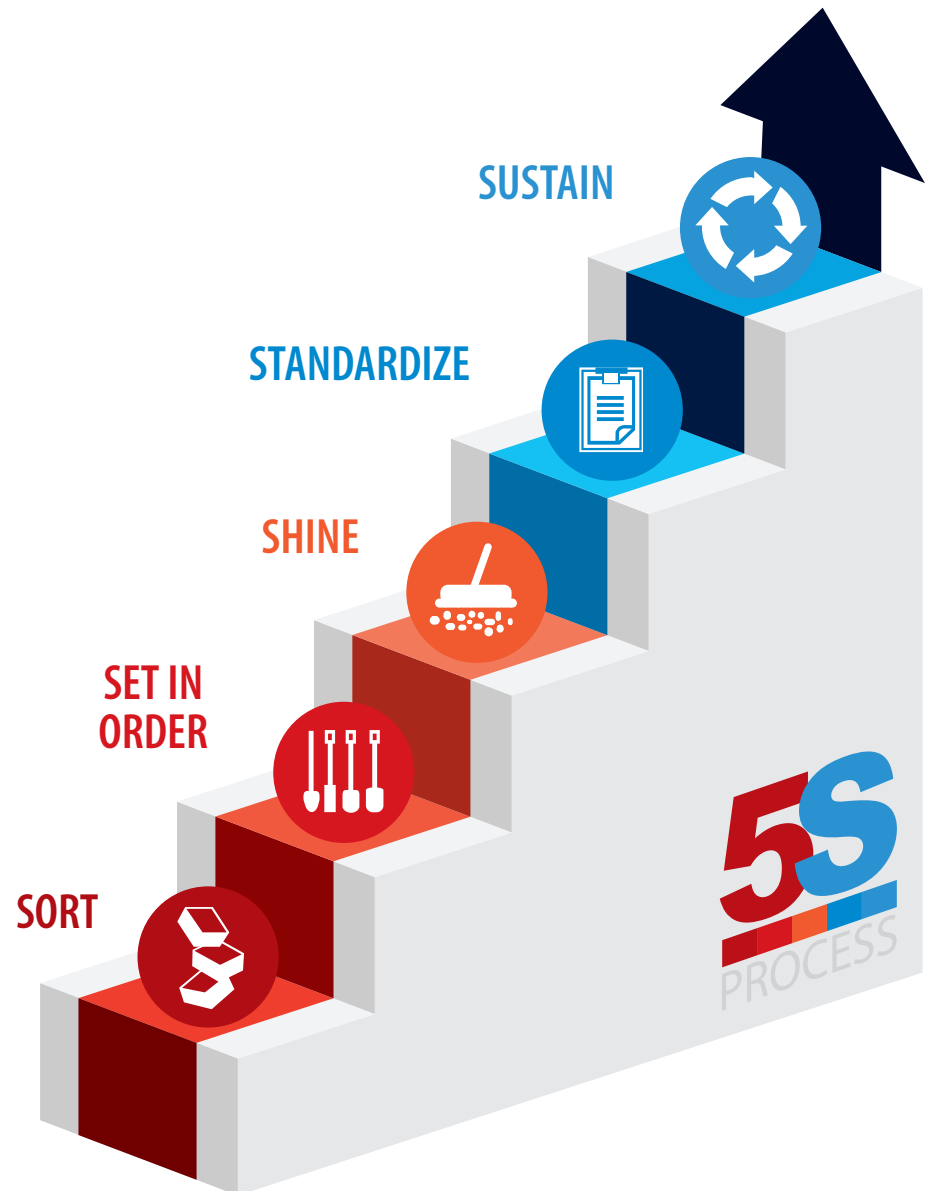 SUSTAIN
STANDARDIZE
SHINE
SET IN
ORDER
SORT
5S
PROCESS